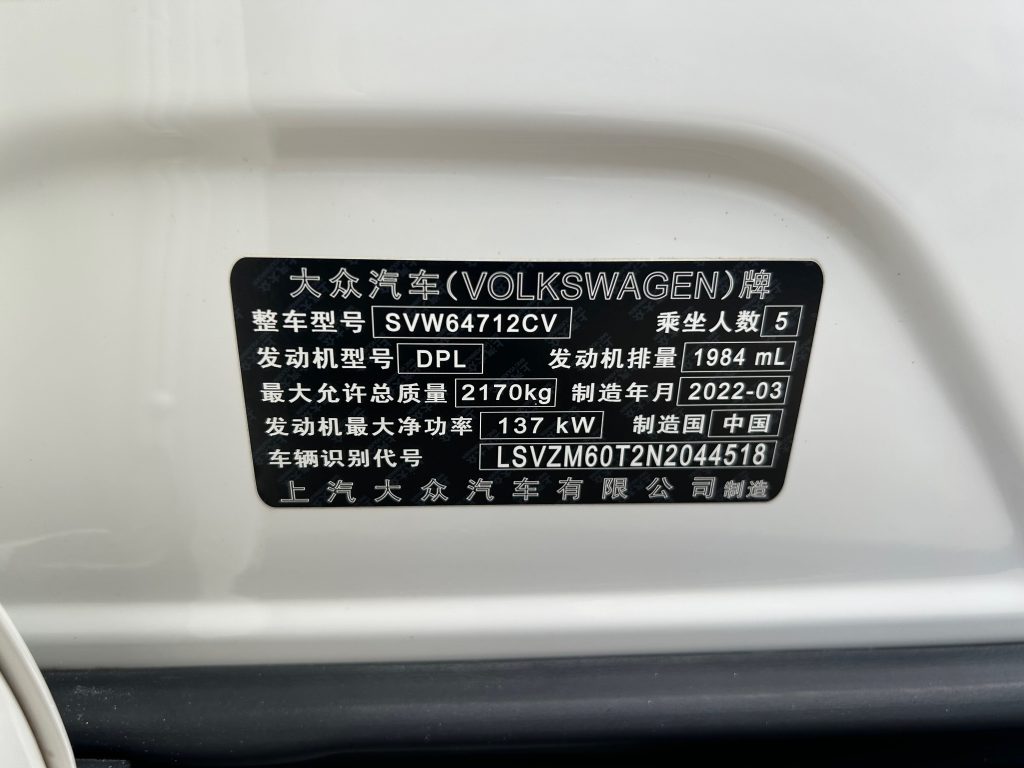 大众汽车(VOLKSWAGEN)牌
整车型号 SVW64712CV 乘坐人数 5
发动机型号 DPL 发动机排量 1984 mL
最大允许总质量 2170kg 制造年月 2022-03
发动机最大净功率 137 kW 制造国 中国
车辆识别代号 LSVZM60T2N2044518
上汽大众汽车有限公司 制造